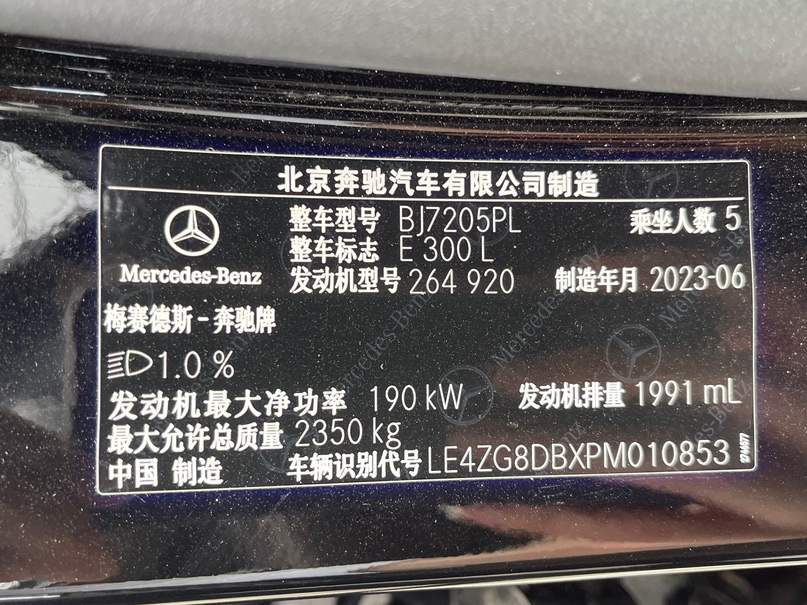 北京奔驰汽车有限公司制造
整车型号 BJ7205PL 乘坐人数 5
整车标志 E 300 L
发动机型号 264 920 制造年月 2023-06
Mercedes-Benz
梅赛德斯-奔驰牌
1.0 %
发动机最大净功率 190 kW 发动机排量 1991 mL
最大允许总质量 2350 kg
中国 制造 车辆识别代号 LE4ZG8DBXPM010853